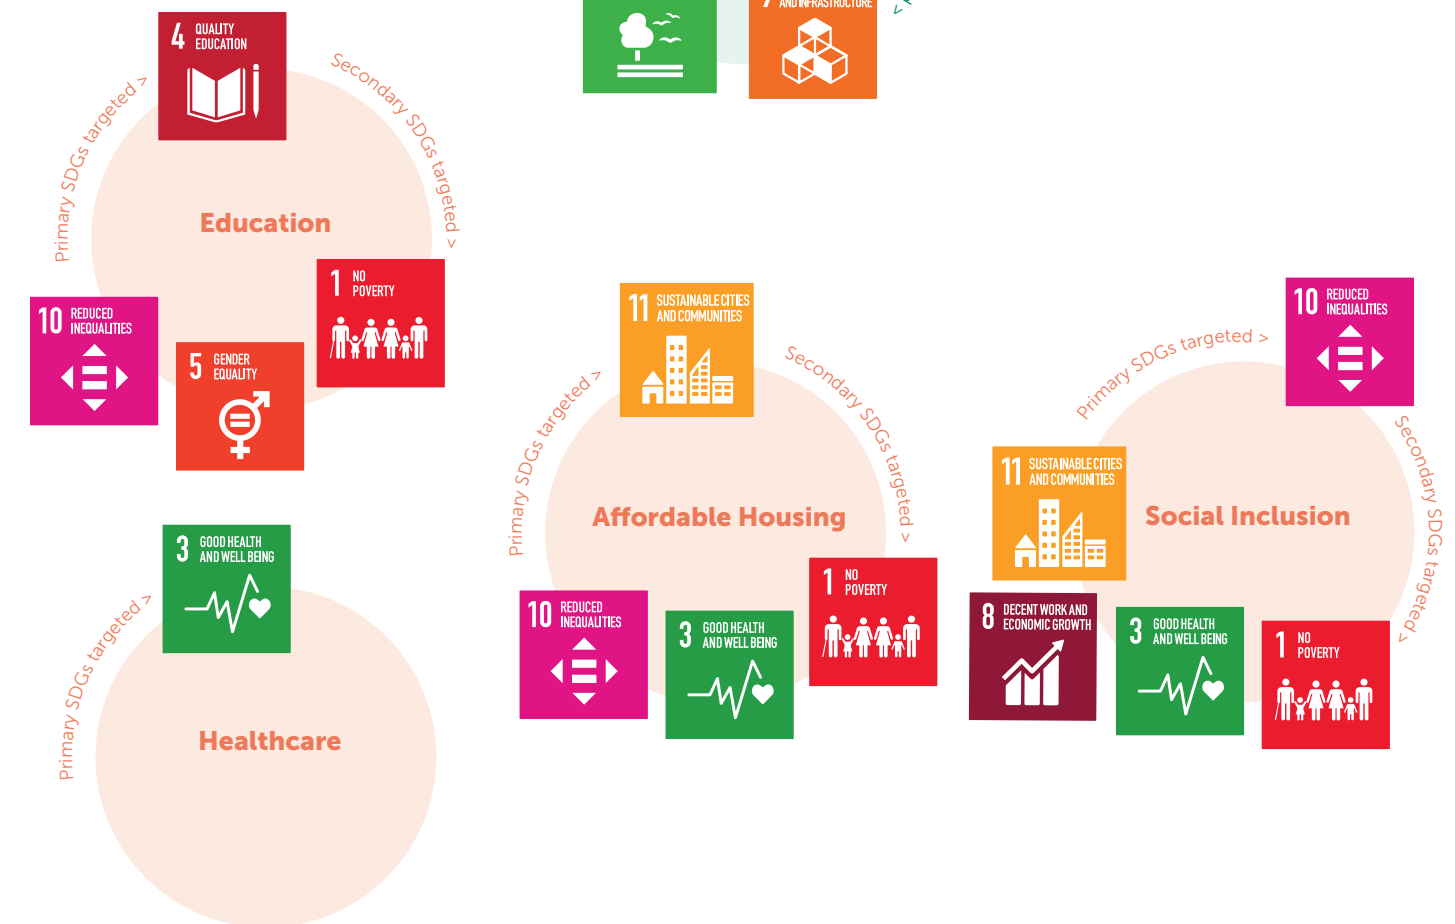 AND INFRASTRUCTURE
4 QUALITY
EDUCATION
Primary SDGs targeted >
Secondary SDGs targeted >
Education
1 NO
POVERTY
10 REDUCED
INEQUALITIES
5 GENDER
EQUALITY
11 SUSTAINABLE CITIES
AND COMMUNITIES
Primary SDGs targeted >
Secondary SDGs targeted >
Affordable Housing
1 NO
POVERTY
10 REDUCED
INEQUALITIES
3 GOOD HEALTH
AND WELL BEING
10 REDUCED
INEQUALITIES
Primary SDGs targeted >
Secondary SDGs targeted >
11 SUSTAINABLE CITIES
AND COMMUNITIES
Social Inclusion
8 DECENT WORK AND
ECONOMIC GROWTH
3 GOOD HEALTH
AND WELL BEING
1 NO
POVERTY
3 GOOD HEALTH
AND WELL BEING
Primary SDGs targeted >
Healthcare